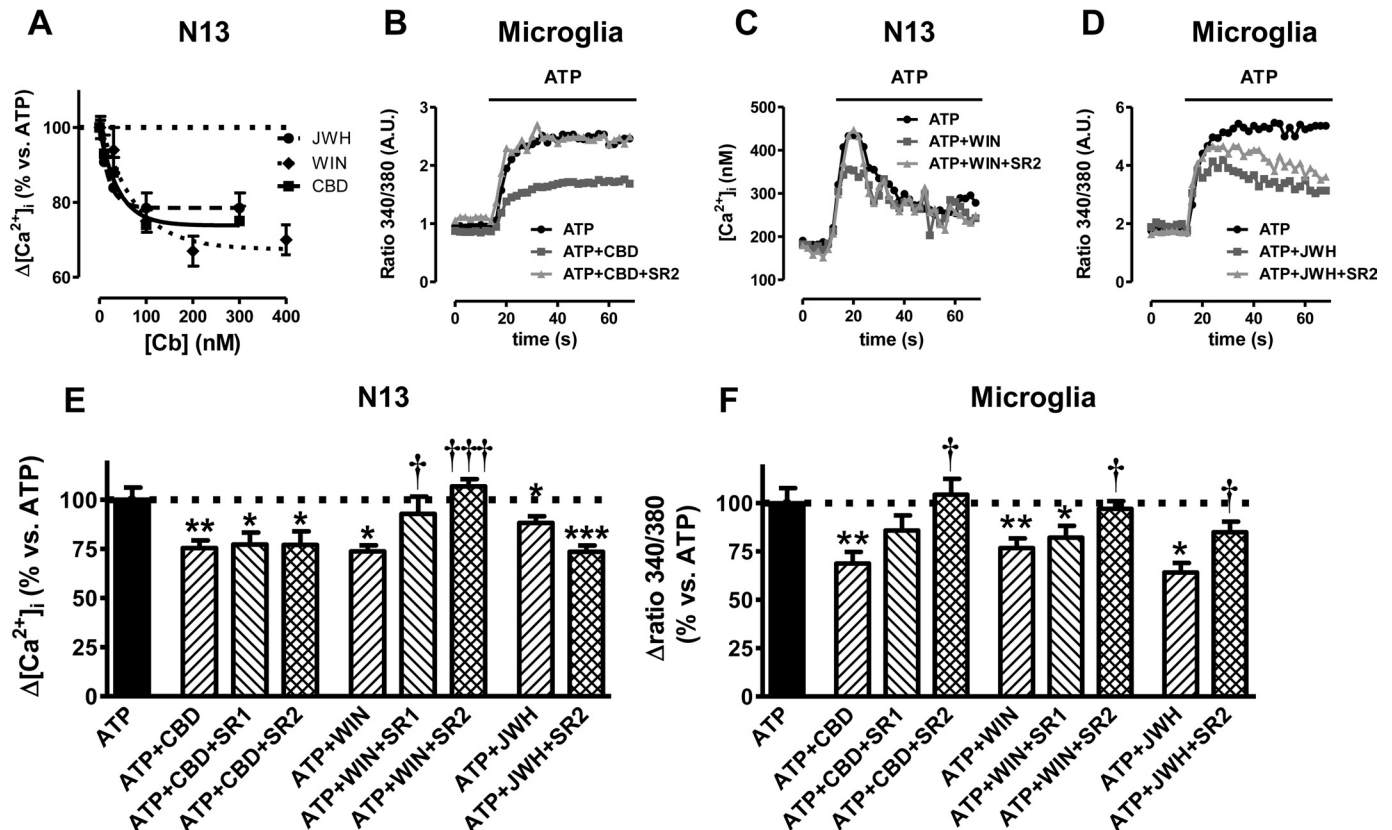 A
N13
Δ[Ca²⁺]ᵢ (% vs. ATP)
100
80
60
JWH
WIN
CBD
0 100 200 300 400
[Cb] (nM)
B
Microglia
ATP
Ratio 340/380 (A.U.)
3
2
1
0
ATP
ATP+CBD
ATP+CBD+SR2
0 20 40 60
time (s)
C
N13
ATP
[Ca²⁺]ᵢ (nM)
500
400
300
200
100
ATP
ATP+WIN
ATP+WIN+SR2
0 20 40 60
time (s)
D
Microglia
ATP
Ratio 340/380 (A.U.)
6
4
2
0
ATP
ATP+JWH
ATP+JWH+SR2
0 20 40 60
time (s)
E
N13
Δ[Ca²⁺]ᵢ (% vs. ATP)
100
75
50
25
0
**
*
*
*
†
†††
*
***
ATP
ATP+CBD
ATP+CBD+SR1
ATP+CBD+SR2
ATP+WIN
ATP+WIN+SR1
ATP+WIN+SR2
ATP+JWH
ATP+JWH+SR2
F
Microglia
Δratio 340/380
(% vs. ATP)
100
75
50
25
0
**
†
**
*
†
*
†
ATP
ATP+CBD
ATP+CBD+SR1
ATP+CBD+SR2
ATP+WIN
ATP+WIN+SR1
ATP+WIN+SR2
ATP+JWH
ATP+JWH+SR2